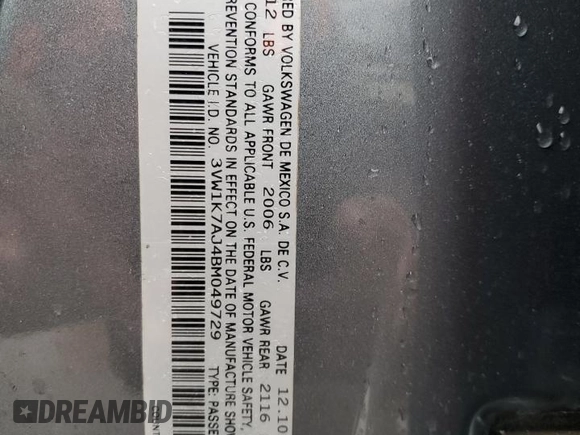 SED BY VOLKSWAGEN DE MEXICO S.A. DE C.V. DATE 12.10
12 LBS GAWR FRONT 2006 LBS GAWR REAR 2116
CONFORMS TO ALL APPLICABLE U.S. FEDERAL MOTOR VEHICLE SAFETY,
REVENTION STANDARDS IN EFFECT ON THE DATE OF MANUFACTURE SHO
VEHICLE I.D. NO. 3VW1K7AJ4BM049729 TYPE: PASSE
DREAMBID